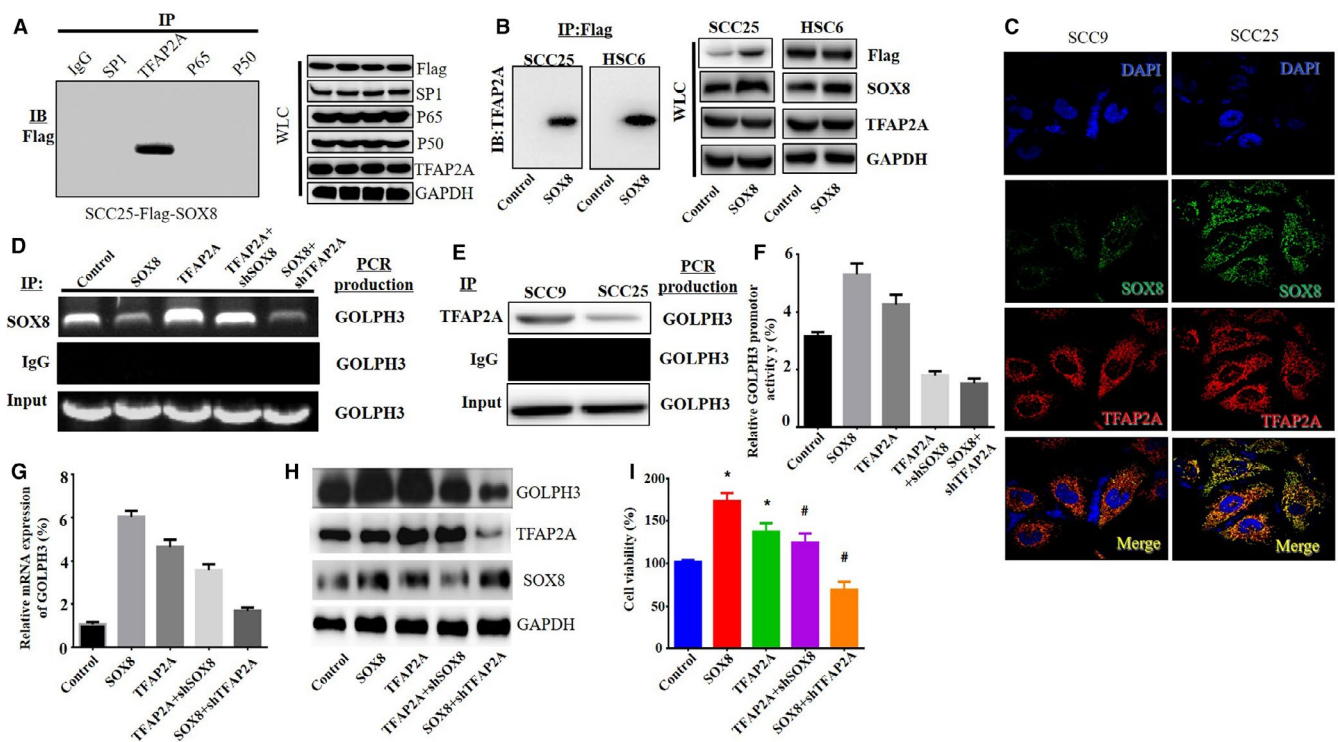 A
IP
IgG
SP1
TFAP2A
P65
P50
IB
Flag
SCC25-Flag-SOX8
WLC
Flag
SP1
P65
P50
TFAP2A
GAPDH
B
IP:Flag
SCC25
HSC6
IB:TFAP2A
Control
SOX8
Control
SOX8
SCC25
HSC6
WLC
Flag
SOX8
TFAP2A
GAPDH
Control
SOX8
Control
SOX8
C
SCC9
SCC25
DAPI
DAPI
SOX8
SOX8
TFAP2A
TFAP2A
Merge
Merge
D
Control
SOX8
TFAP2A
TFAP2A+
shSOX8
SOX8+
shTFAP2A
PCR
production
IP:
SOX8
GOLPH3
IgG
GOLPH3
Input
GOLPH3
E
IP
SCC9
SCC25
PCR
production
TFAP2A
GOLPH3
IgG
GOLPH3
Input
GOLPH3
F
Relative GOLPH3 promotor
activity y (%)
6
4
2
0
Control
SOX8
TFAP2A
TFAP2A
+shSOX8
SOX8+
shTFAP2A
G
Relative mRNA expression
of GOLPH3 (%)
8
6
4
2
0
Control
SOX8
TFAP2A
TFAP2A+shSOX8
SOX8+shTFAP2A
H
GOLPH3
TFAP2A
SOX8
GAPDH
Control
SOX8
TFAP2A
TFAP2A+shSOX8
SOX8+shTFAP2A
I
Cell viability (%)
200
150
100
50
0
*
*
#
#
Control
SOX8
TFAP2A
TFAP2A+shSOX8
SOX8+shTFAP2A